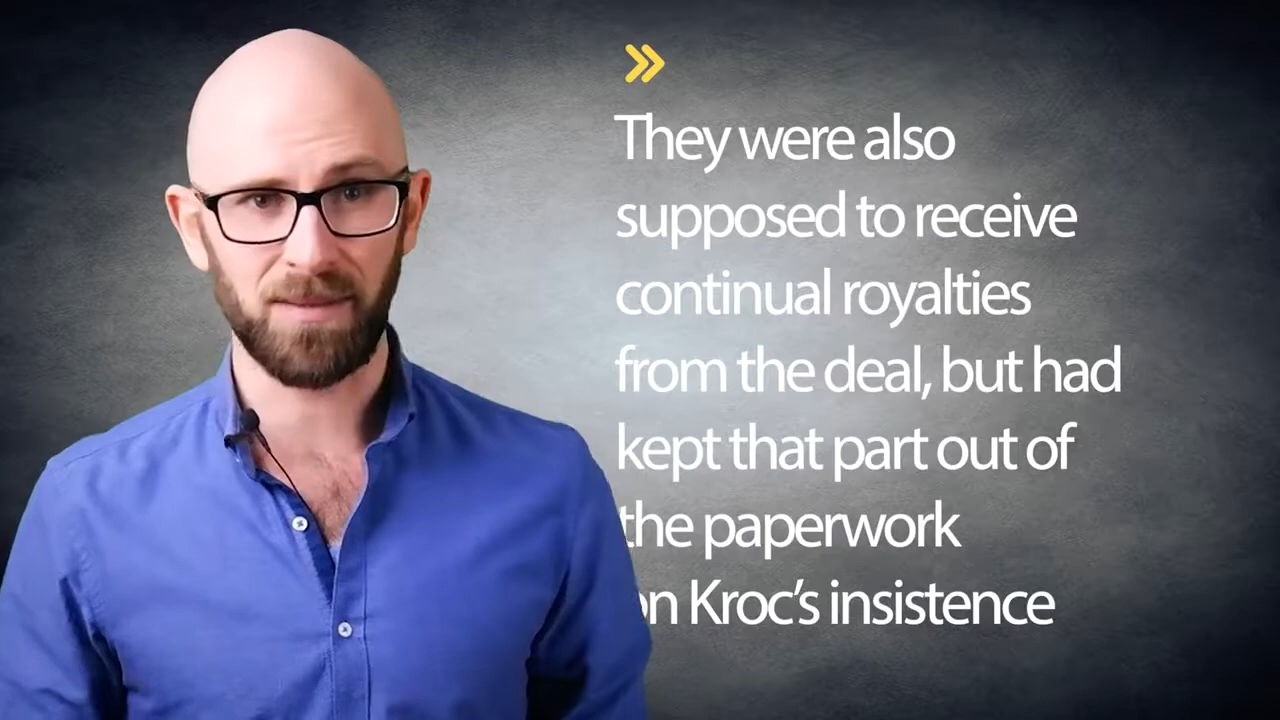 They were also
supposed to receive
continual royalties
from the deal, but had
kept that part out of
the paperwork
on Kroc's insistence